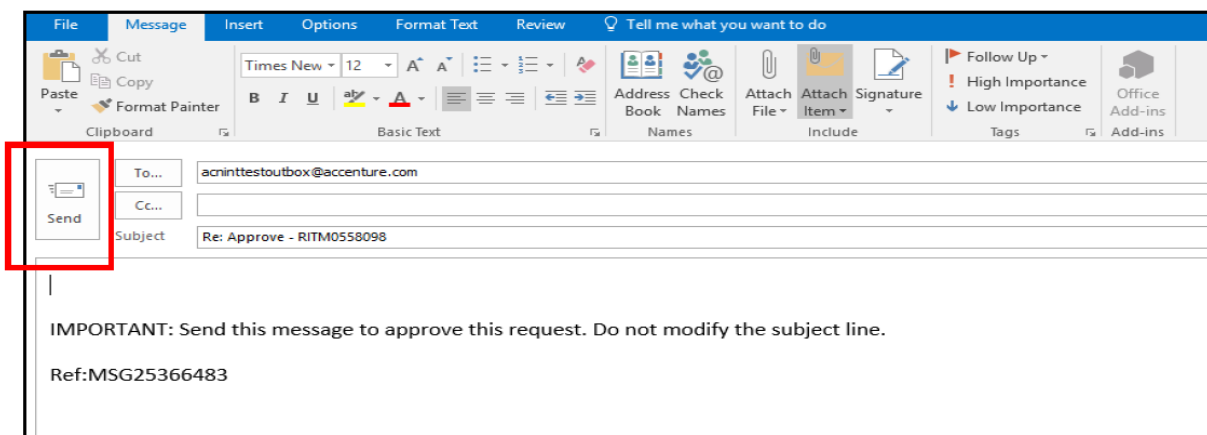 File Message Insert Options Format Text Review Tell me what you want to do
Cut
Copy
Format Painter
Paste
Clipboard
Times New 12 A A
B I U aby A
Basic Text
Address Book
Check Names
Names
Attach File
Attach Item
Signature
Include
Follow Up
High Importance
Low Importance
Tags
Office Add-ins
Add-ins
Send
To... acninttestoutbox@accenture.com
Cc...
Subject Re: Approve - RITM0558098
IMPORTANT: Send this message to approve this request. Do not modify the subject line.
Ref:MSG25366483